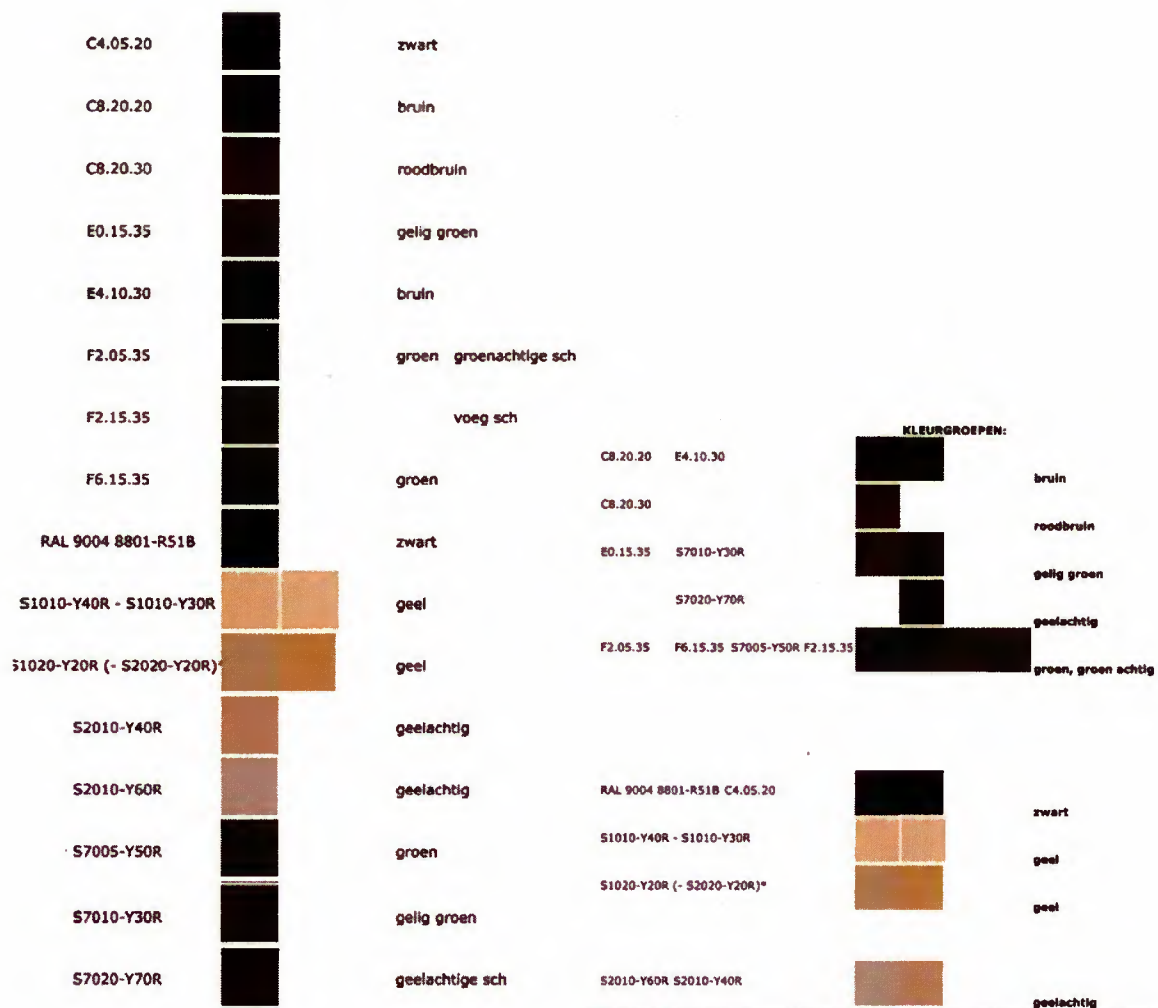 C4.05.20 zwart
C8.20.20 bruin
C8.20.30 roodbruin
E0.15.35 gelig groen
E4.10.30 bruin
F2.05.35 groen groenachtige sch
F2.15.35 voeg sch
F6.15.35 groen
RAL 9004 8801-R51B zwart
S1010-Y40R - S1010-Y30R geel
S1020-Y20R (- S2020-Y20R)* geel
S2010-Y40R geelachtig
S2010-Y60R geelachtig
S7005-Y50R groen
S7010-Y30R gelig groen
S7020-Y70R geelachtige sch
KLEURGROEPEN:
C8.20.20 E4.10.30
bruin
C8.20.30
roodbruin
E0.15.35 S7010-Y30R
gelig groen
S7020-Y70R
geelachtig
F2.05.35 F6.15.35 S7005-Y50R F2.15.35
groen, groen achtig
RAL 9004 8801-R51B C4.05.20
zwart
S1010-Y40R - S1010-Y30R
geel
S1020-Y20R (- S2020-Y20R)*
geel
S2010-Y60R S2010-Y40R
geelachtig